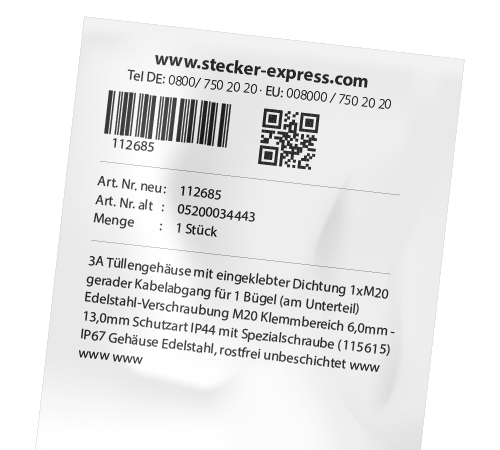 www.stecker-express.com
Tel DE: 0800/ 750 20 20 · EU: 008000 / 750 20 20
112685
Art. Nr. neu: 112685
Art. Nr. alt : 05200034443
Menge : 1 Stück
3A Tüllengehäuse mit eingeklebter Dichtung 1xM20
gerader Kabelabgang für 1 Bügel (am Unterteil)
Edelstahl-Verschraubung M20 Klemmbereich 6,0mm -
13,0mm Schutzart IP44 mit Spezialschraube (115615)
IP67 Gehäuse Edelstahl, rostfrei unbeschichtet www
www www